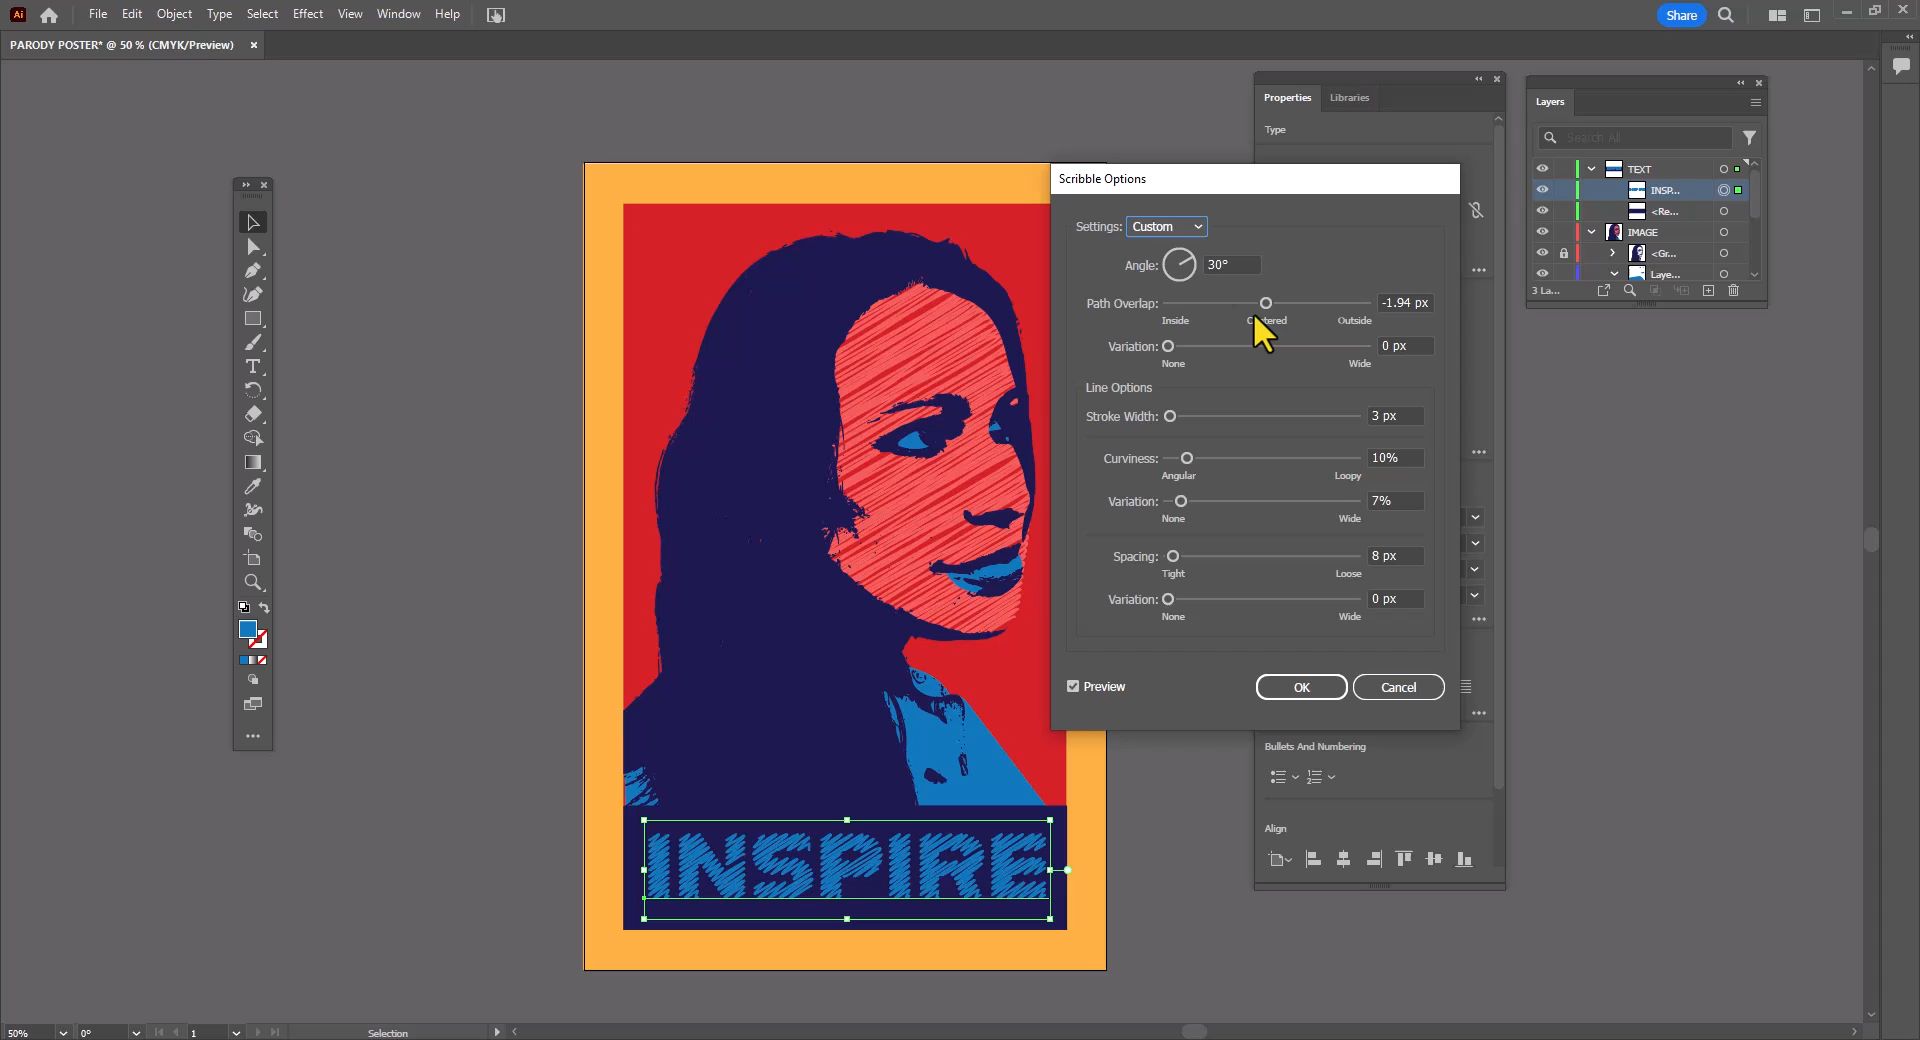 Ai File Edit Object Type Select Effect View Window Help Share
PARODY POSTER* @ 50 % (CMYK/Preview) ×
Properties Libraries
Type
Layers
Search All
TEXT
INSP...
<Re...
IMAGE
<Gr...
Laye...
3 La...
Scribble Options
Settings: Custom
Angle: 30°
Path Overlap: -1.94 px
Inside Centered Outside
Variation: 0 px
None Wide
Line Options
Stroke Width: 3 px
Curviness: 10%
Angular Loopy
Variation: 7%
None Wide
Spacing: 8 px
Tight Loose
Variation: 0 px
None Wide
Preview OK Cancel
Bullets And Numbering
Align
INSPIRE
50% 0° 1 Selection